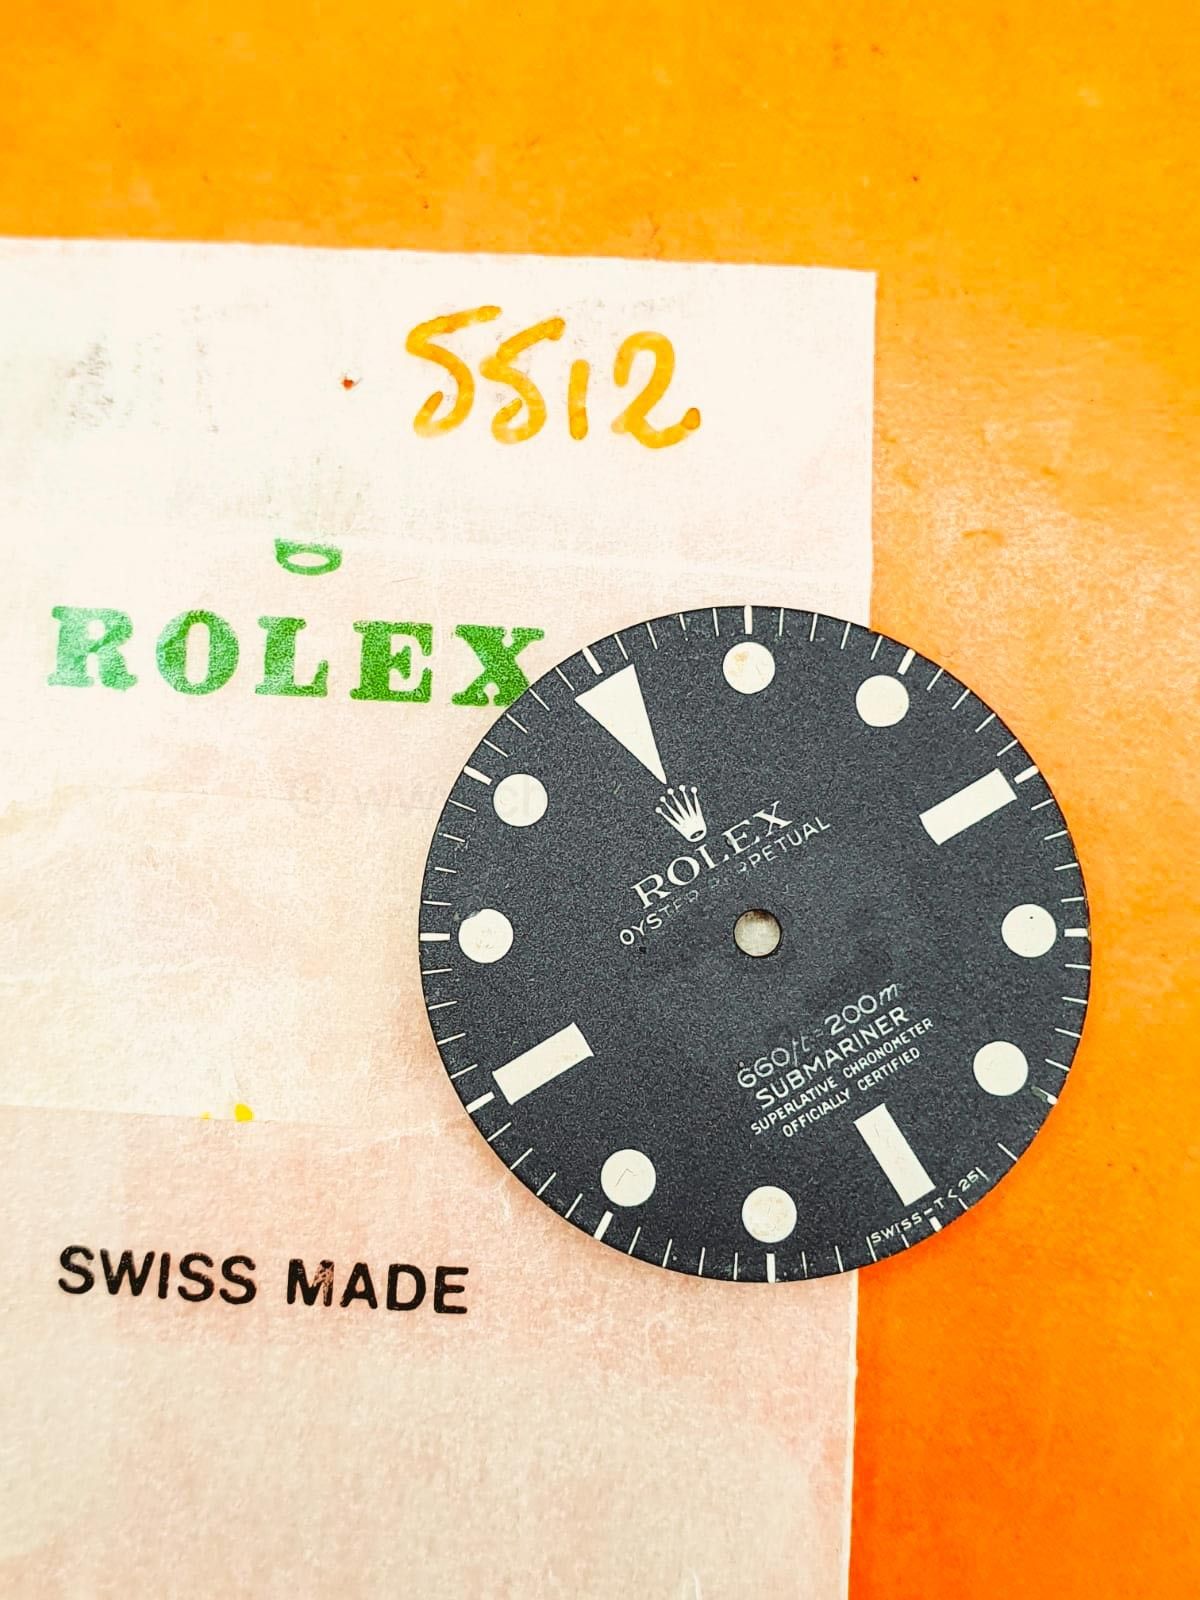 5512
ROLEX
ROLEX
OYSTER PERPETUAL
660ft-200m
SUBMARINER
SUPERLATIVE CHRONOMETER
OFFICIALLY CERTIFIED
SWISS-T<25
SWISS MADE